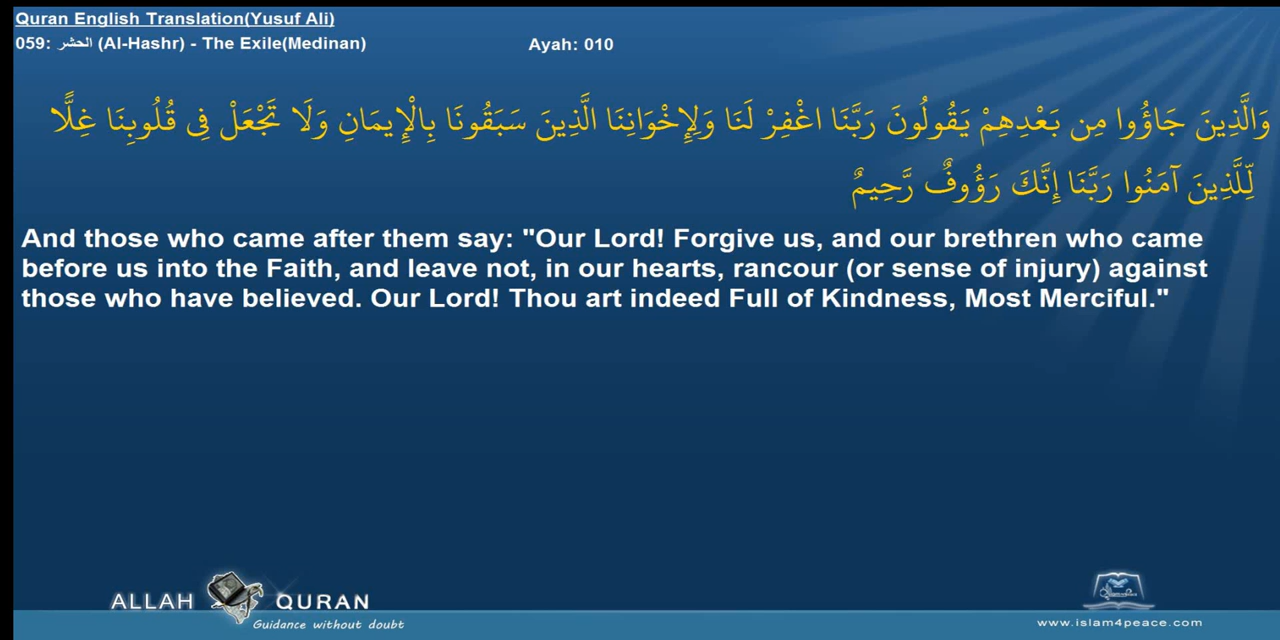 Quran English Translation(Yusuf Ali)
059: الحشر (Al-Hashr) - The Exile(Medinan) Ayah: 010
وَالَّذِينَ جَاؤُوا مِن بَعْدِهِمْ يَقُولُونَ رَبَّنَا اغْفِرْ لَنَا وَلِإِخْوَانِنَا الَّذِينَ سَبَقُونَا بِالْإِيمَانِ وَلَا تَجْعَلْ فِي قُلُوبِنَا غِلًّا
لِّلَّذِينَ آمَنُوا رَبَّنَا إِنَّكَ رَؤُوفٌ رَّحِيمٌ
And those who came after them say: "Our Lord! Forgive us, and our brethren who came
before us into the Faith, and leave not, in our hearts, rancour (or sense of injury) against
those who have believed. Our Lord! Thou art indeed Full of Kindness, Most Merciful."
ALLAH QURAN
Guidance without doubt
www.islam4peace.com